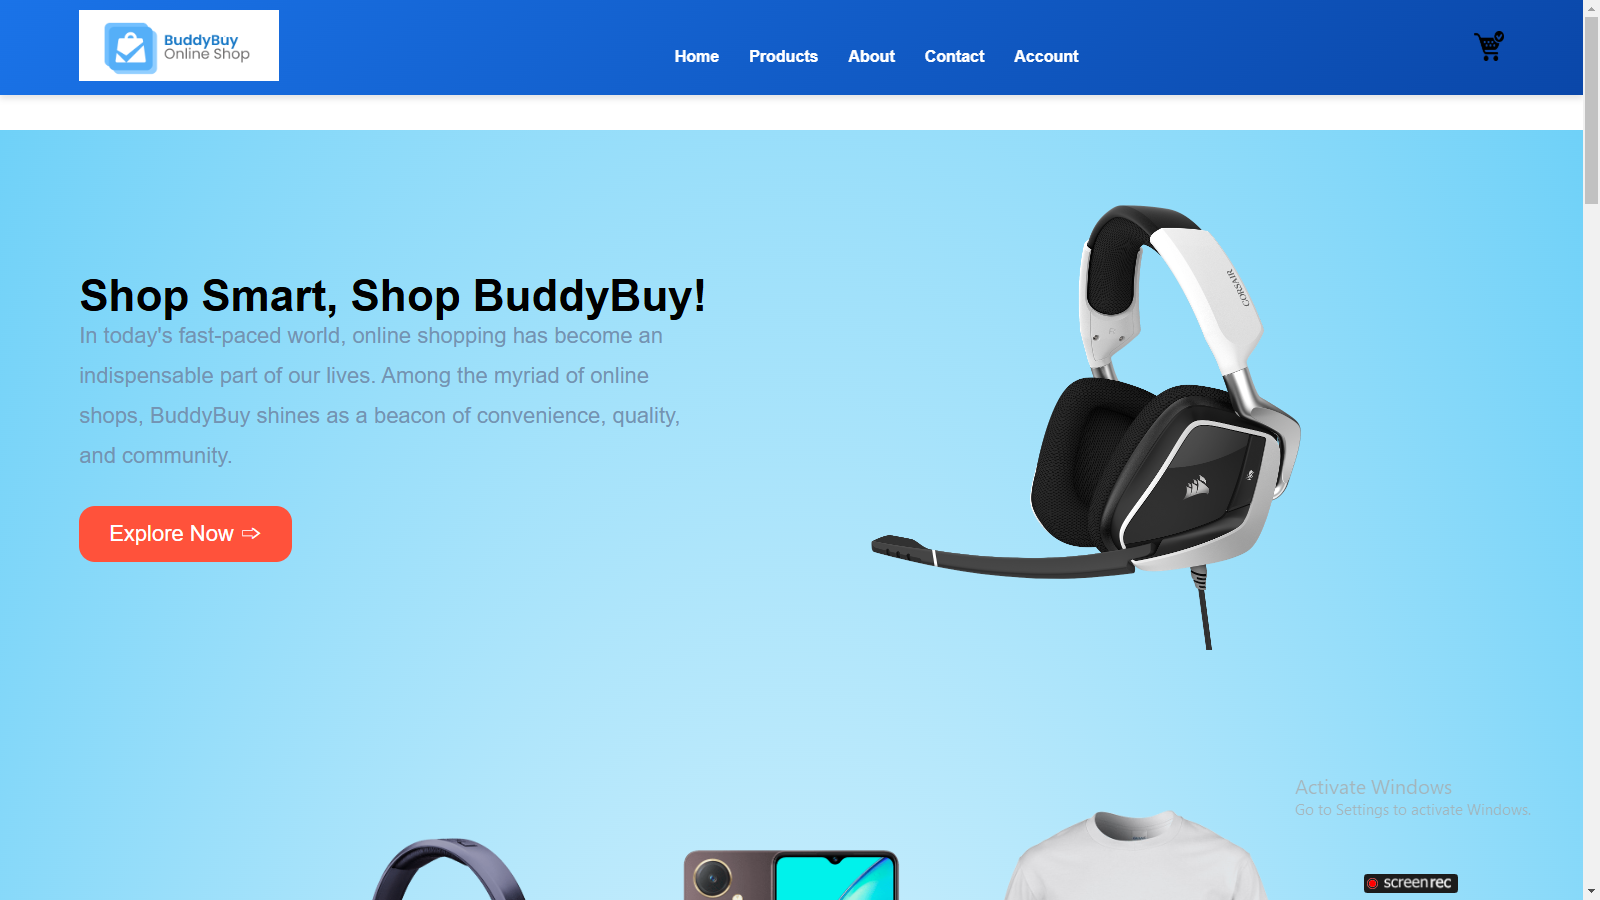 BuddyBuy
Online Shop
Home Products About Contact Account
Shop Smart, Shop BuddyBuy!
In today's fast-paced world, online shopping has become an
indispensable part of our lives. Among the myriad of online
shops, BuddyBuy shines as a beacon of convenience, quality,
and community.
Explore Now ⇨
CORSAIR
Activate Windows
Go to Settings to activate Windows.
screenrec